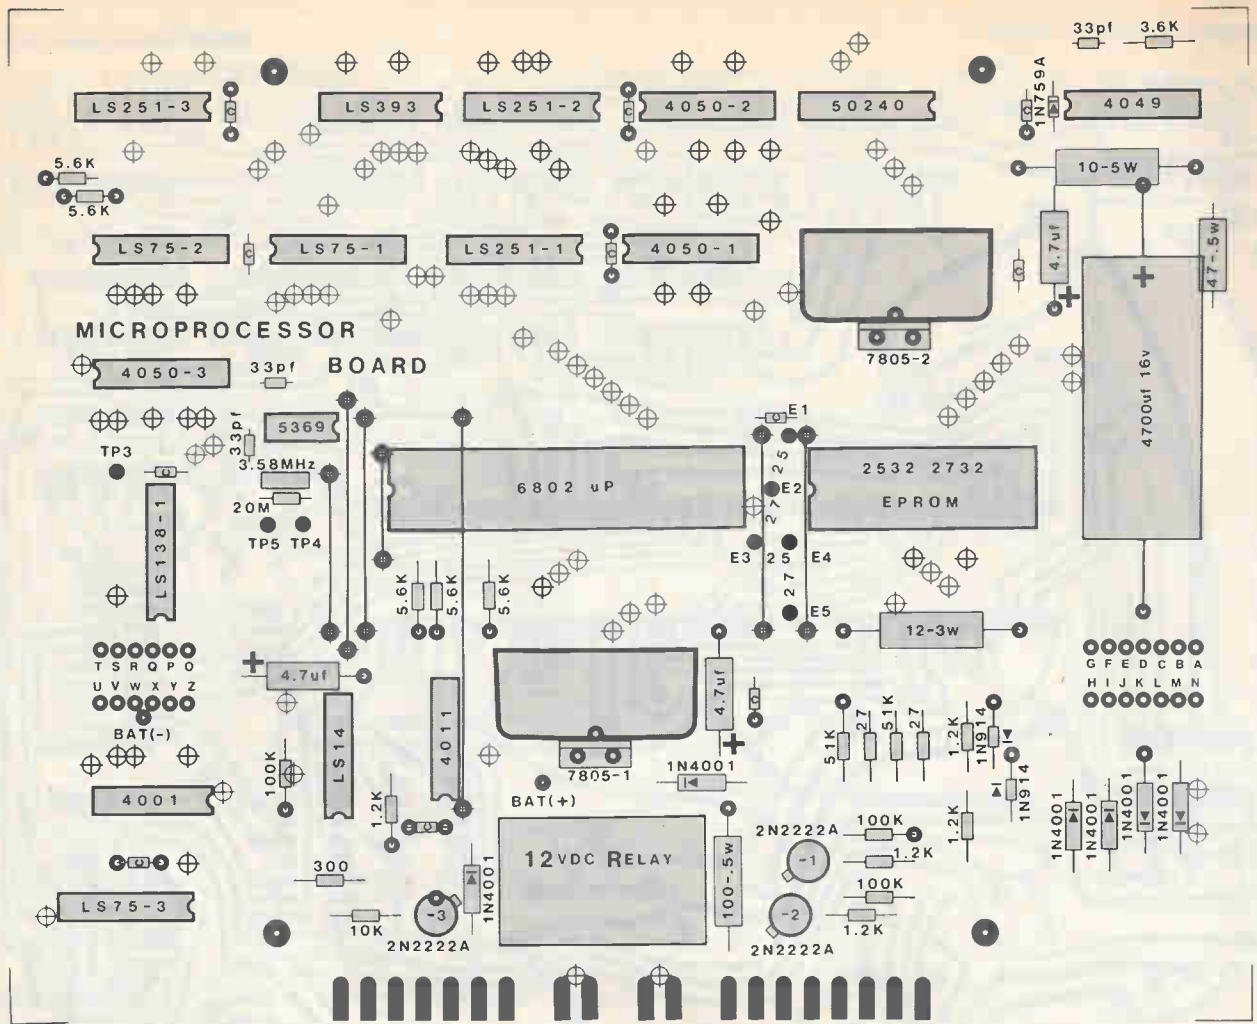 33pf 3.6K
1N759A
LS251-3 LS393 LS251-2 4050-2 50240 4049
C C C
5.6K
5.6K
10-5W
LS75-2 C LS75-1 LS251-1 C 4050-1
4.7uf
+
C
47-.5w
+
4700uf 16v
7805-2
MICROPROCESSOR
BOARD
4050-3
33pf
33pf
5369
TP3
C
3.58MHz
20M
TP5 TP4
LS138-1
6802 uP
C
E1
25
E2
27
E3 25 E4
27
E5
2532 2732
EPROM
5.6K
5.6K
5.6K
12-3w
T S R Q P O
U V W X Y Z
BAT(-)
G F E D C B A
H I J K L M N
+
4.7uf
LS14
4011
100K
1.2K
C
7805-1
BAT(+)
4.7uf
+
C
1N4001
51K
27
51K
27
1.2K
1N914
1N914
1.2K
1N4001
1N4001
1N4001
1N4001
4001
C
LS75-3
300
10K
-3
2N2222A
1N4001
12VDC RELAY
100-.5w
2N2222A
-1
-2
2N2222A
100K
1.2K
100K
1.2K